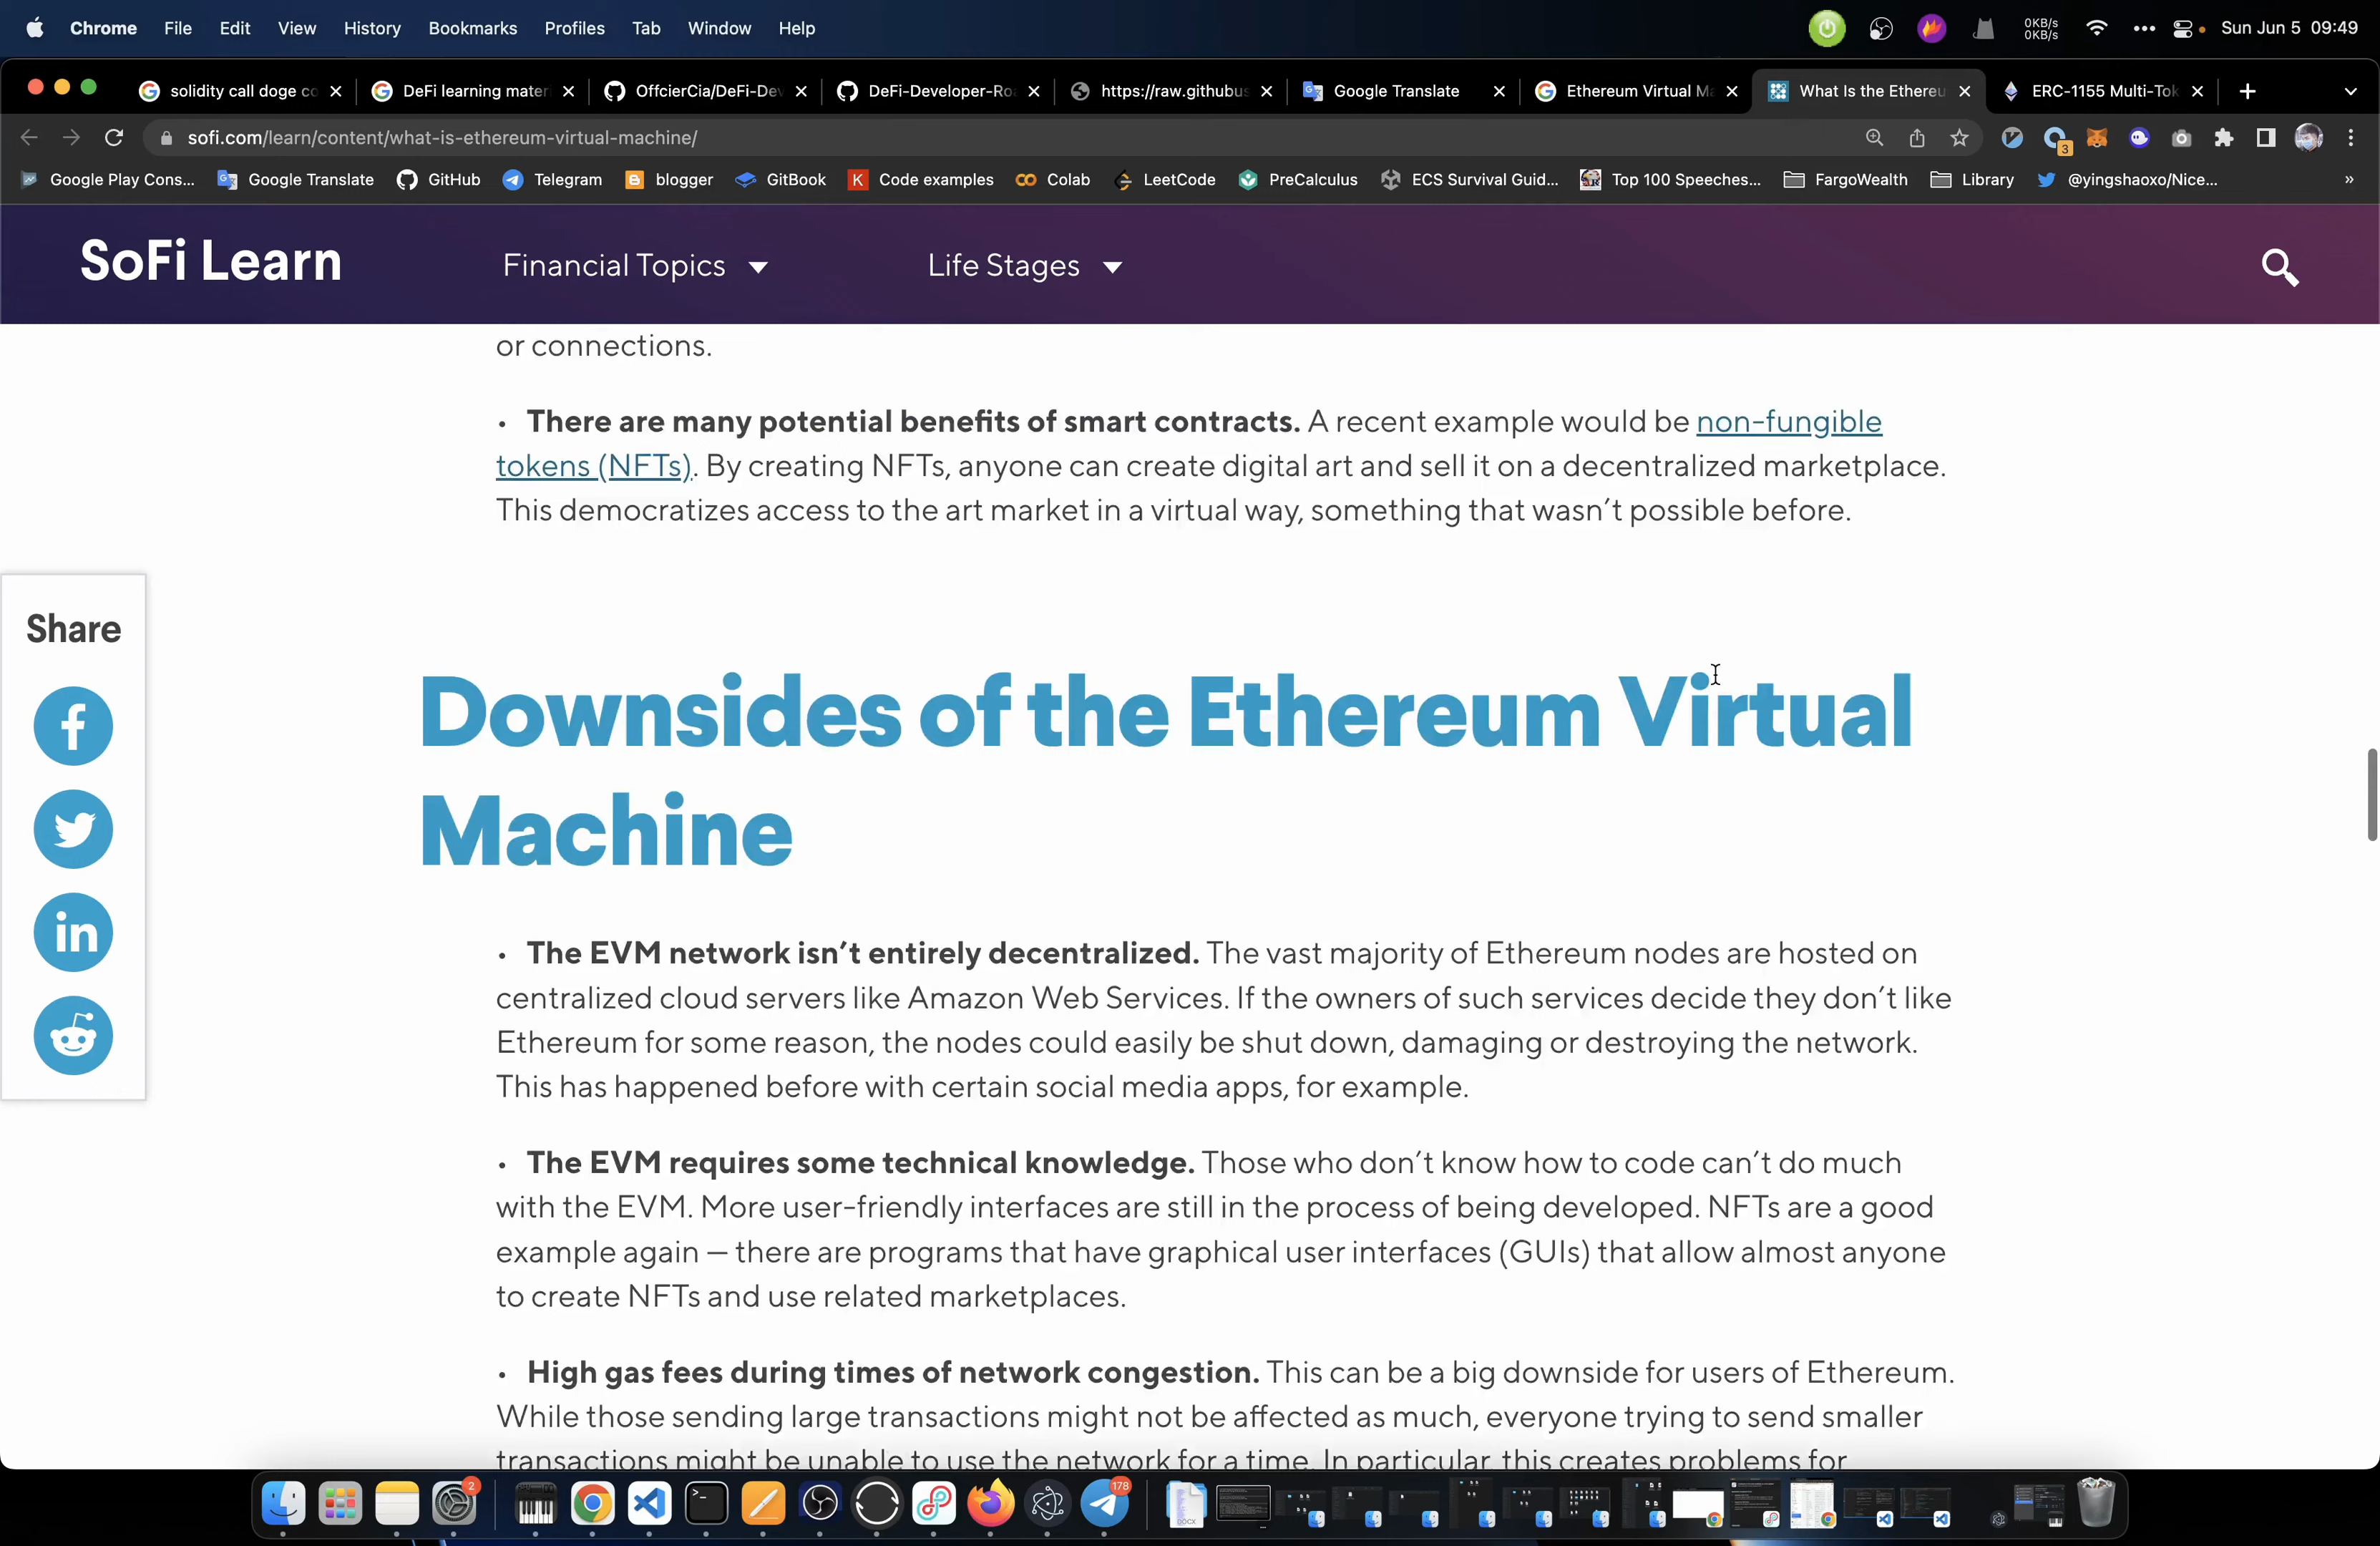 Chrome File Edit View History Bookmarks Profiles Tab Window Help 0KB/s 0KB/s Sun Jun 5 09:49
solidity call doge co DeFi learning mater OffcierCia/DeFi-Dev DeFi-Developer-Roa https://raw.githubus Google Translate Ethereum Virtual Ma What Is the Ethereu ERC-1155 Multi-Tok
sofi.com/learn/content/what-is-ethereum-virtual-machine/ 3
Google Play Cons... Google Translate GitHub Telegram blogger GitBook Code examples Colab LeetCode PreCalculus ECS Survival Guid... Top 100 Speeches... FargoWealth Library @yingshaoxo/Nice... »
SoFi Learn Financial Topics Life Stages
or connections.
• There are many potential benefits of smart contracts. A recent example would be non-fungible
tokens (NFTs). By creating NFTs, anyone can create digital art and sell it on a decentralized marketplace.
This democratizes access to the art market in a virtual way, something that wasn't possible before.
Share
Downsides of the Ethereum Virtual
Machine
• The EVM network isn't entirely decentralized. The vast majority of Ethereum nodes are hosted on
centralized cloud servers like Amazon Web Services. If the owners of such services decide they don't like
Ethereum for some reason, the nodes could easily be shut down, damaging or destroying the network.
This has happened before with certain social media apps, for example.
• The EVM requires some technical knowledge. Those who don't know how to code can't do much
with the EVM. More user-friendly interfaces are still in the process of being developed. NFTs are a good
example again — there are programs that have graphical user interfaces (GUIs) that allow almost anyone
to create NFTs and use related marketplaces.
• High gas fees during times of network congestion. This can be a big downside for users of Ethereum.
While those sending large transactions might not be affected as much, everyone trying to send smaller
transactions might be unable to use the network for a time. In particular, this creates problems for
2 178 DOCX